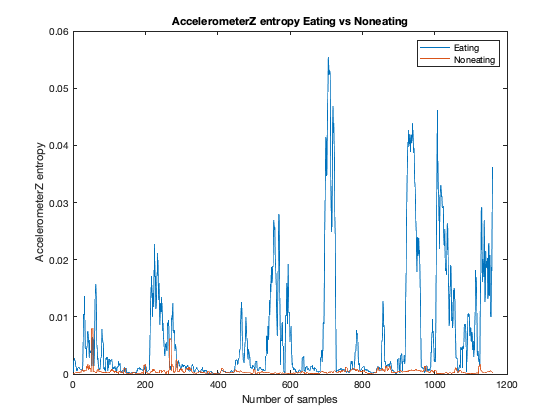 AccelerometerZ entropy Eating vs Noneating
0.06
0.05
0.04
0.03
0.02
0.01
0
AccelerometerZ entropy
Eating
Noneating
0 200 400 600 800 1000 1200
Number of samples